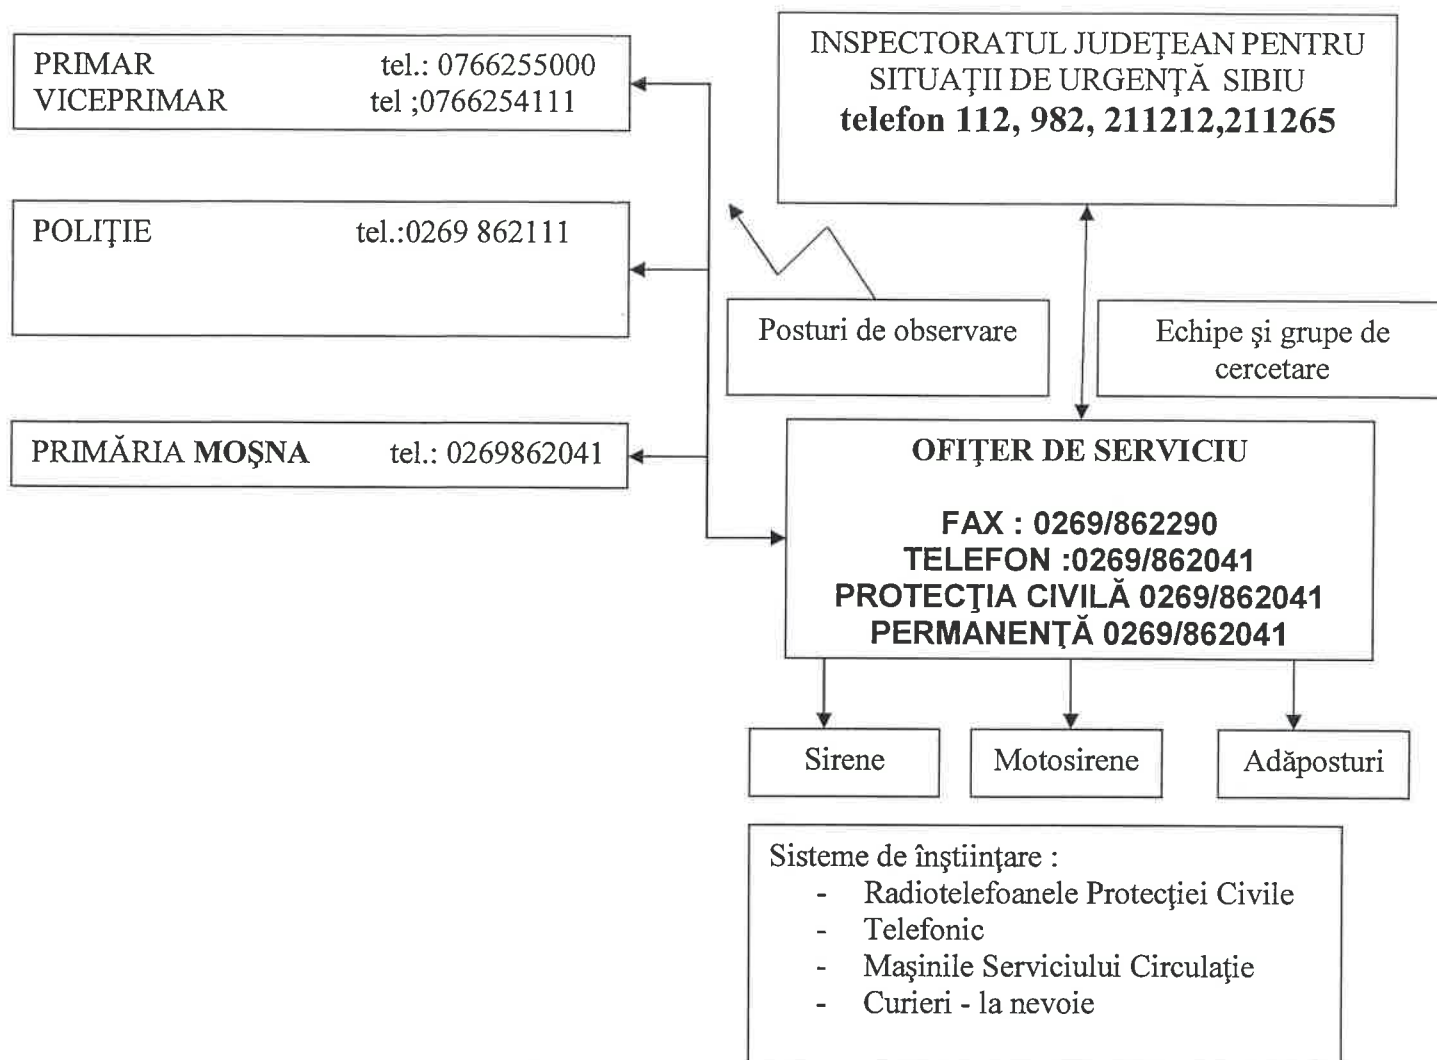 PRIMAR tel.: 0766255000
VICEPRIMAR tel ;0766254111
INSPECTORATUL JUDEŢEAN PENTRU
SITUAŢII DE URGENŢĂ SIBIU
telefon 112, 982, 211212,211265
POLIŢIE tel.:0269 862111
Posturi de observare
Echipe şi grupe de
cercetare
PRIMĂRIA MOŞNA tel.: 0269862041
OFIŢER DE SERVICIU
FAX : 0269/862290
TELEFON :0269/862041
PROTECŢIA CIVILĂ 0269/862041
PERMANENŢĂ 0269/862041
Sirene
Motosirene
Adăposturi
Sisteme de înştiinţare :
- Radiotelefoanele Protecţiei Civile
- Telefonic
- Maşinile Serviciului Circulaţie
- Curieri - la nevoie